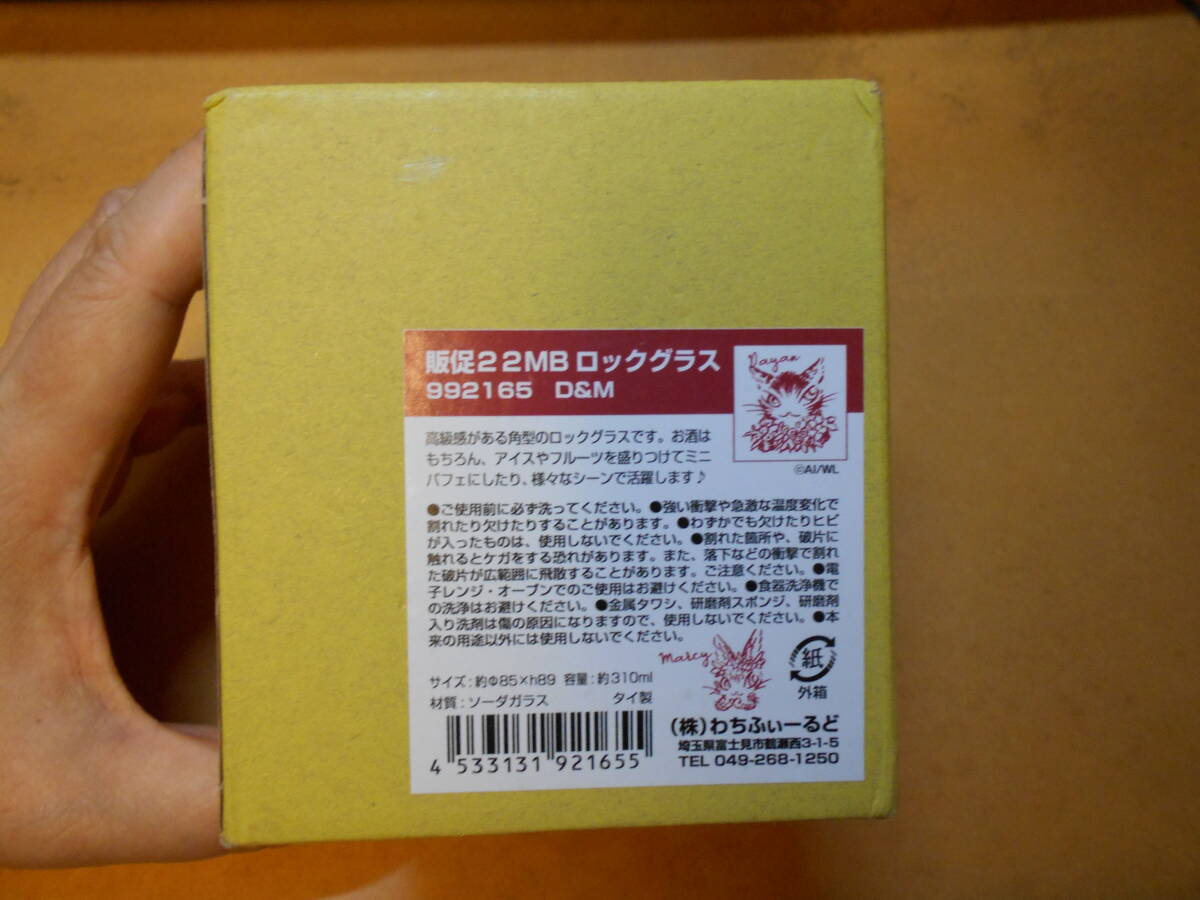 販促22MB ロックグラス
992165 D&M
Dayan
©AI/WL
高級感がある角型のロックグラスです。お酒は
もちろん、アイスやフルーツを盛りつけてミニ
パフェにしたり、様々なシーンで活躍します♪
●ご使用前に必ず洗ってください。●強い衝撃や急激な温度変化で
割れたり欠けたりすることがあります。●わずかでも欠けたりヒビ
が入ったものは、使用しないでください。●割れた箇所や、破片に
触れるとケガをする恐れがあります。また、落下などの衝撃で割れ
た破片が広範囲に飛散することがあります。ご注意ください。●電
子レンジ・オーブンでのご使用はお避けください。●食器洗浄機で
の洗浄はお避けください。●金属タワシ、研磨剤スポンジ、研磨剤
入り洗剤は傷の原因になりますので、使用しないでください。●本
来の用途以外には使用しないでください。
Marcy
紙
外箱
サイズ:約Φ85×h89 容量:約310ml
材質:ソーダガラス タイ製
4 533131 921655
(株)わちふぃーるど
埼玉県富士見市鶴瀬西3-1-5
TEL 049-268-1250